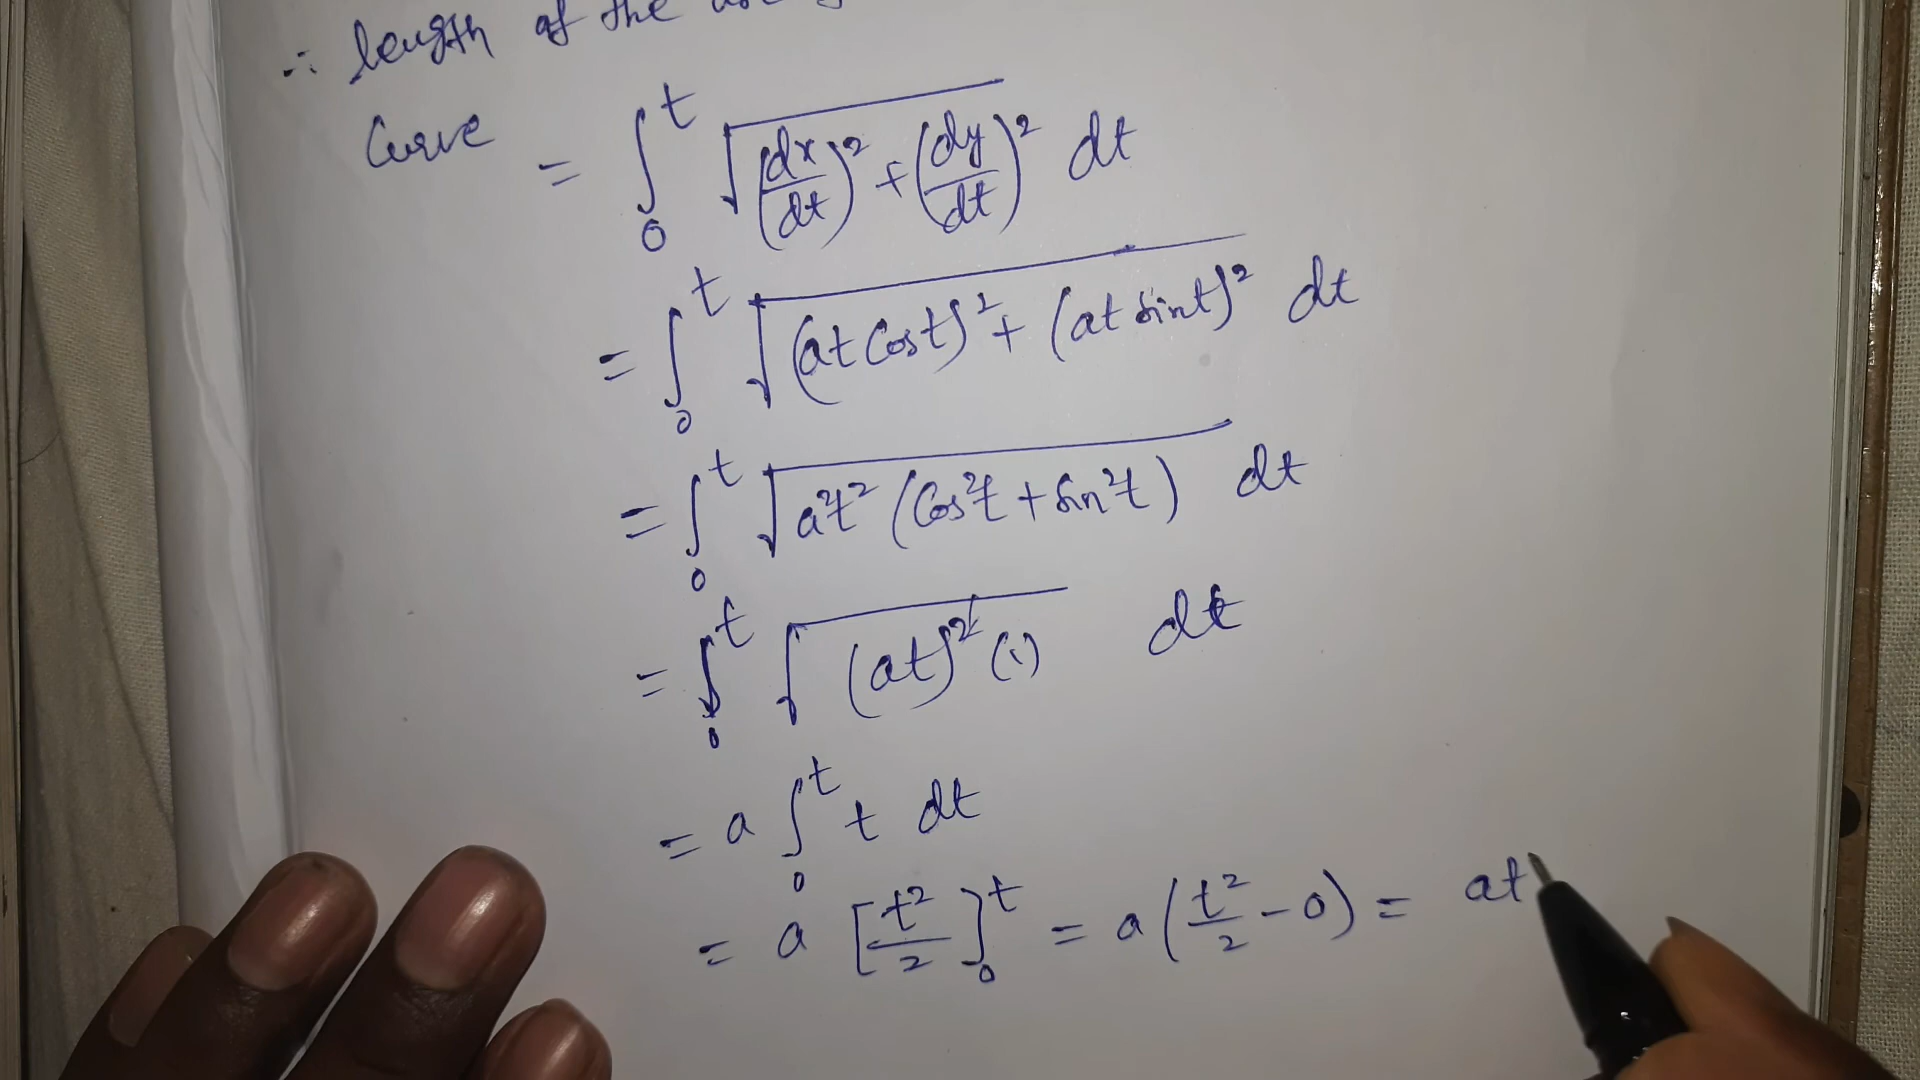 ∴ length of the
Curve = ∫₀ᵗ √((dx/dt)² + (dy/dt)²) dt
= ∫₀ᵗ √((at Cos t)² + (at sin t)²) dt
= ∫₀ᵗ √(a²t² (Cos²t + Sin²t)) dt
= ∫₀ᵗ √((at)² (1)) dt
= a ∫₀ᵗ t dt
= a [t²/2]₀ᵗ = a (t²/2 - 0) = at